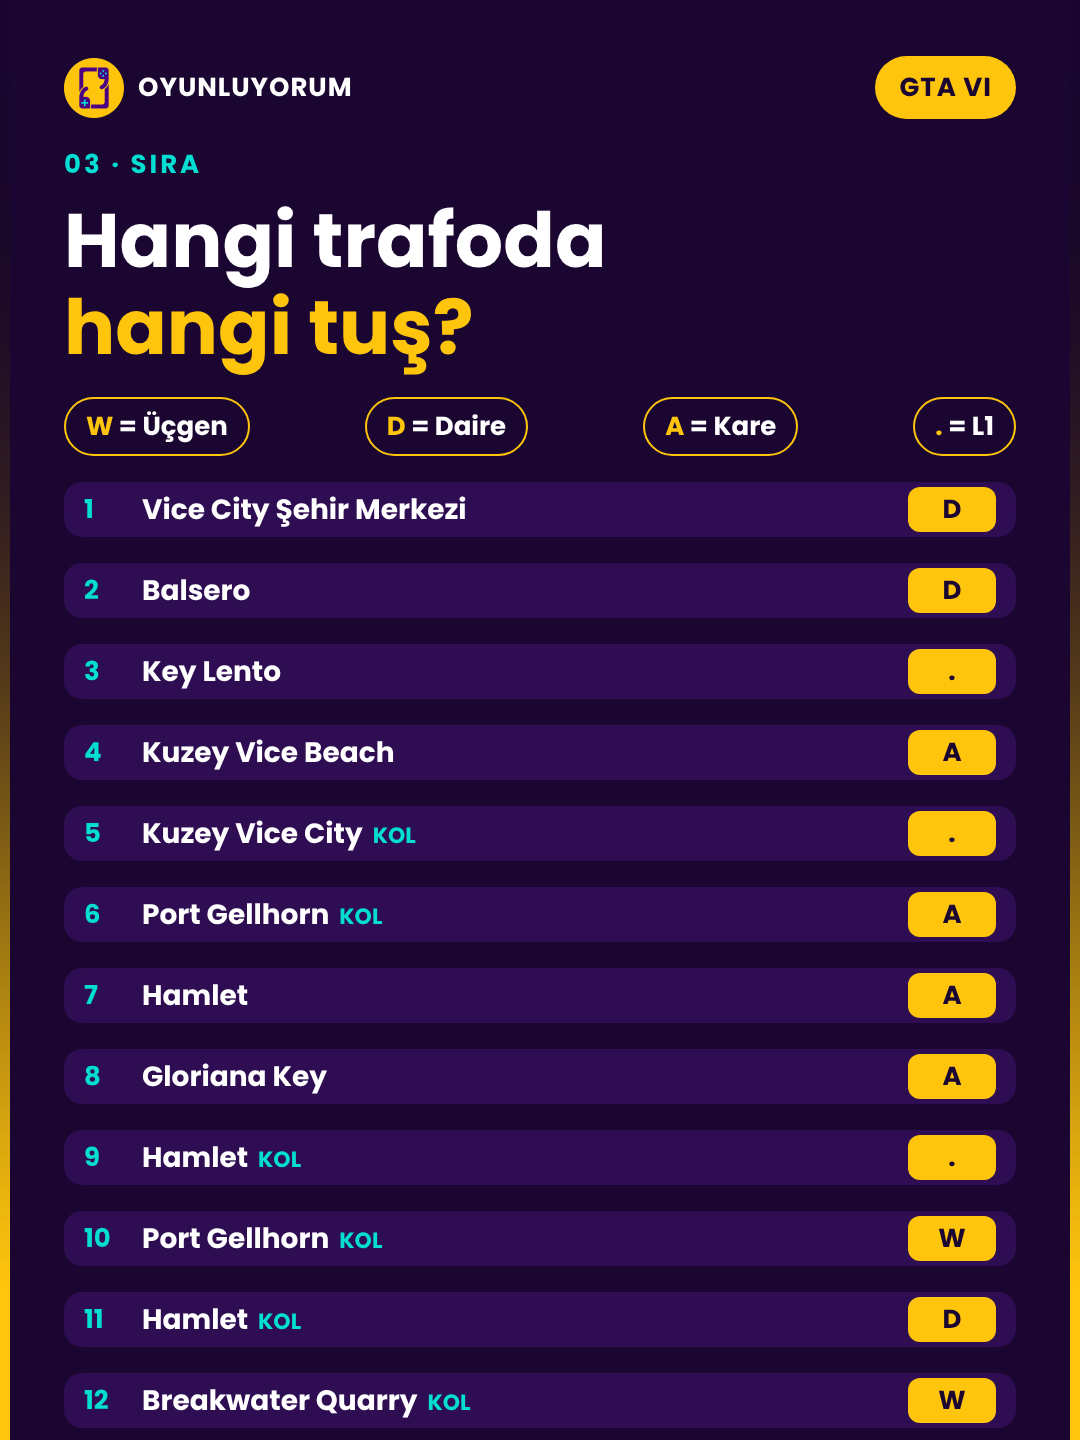 OYUNLUYORUM
GTA VI
03 · SIRA
Hangi trafoda
hangi tuş?
W = Üçgen
D = Daire
A = Kare
. = L1
1 Vice City Şehir Merkezi D
2 Balsero D
3 Key Lento .
4 Kuzey Vice Beach A
5 Kuzey Vice City KOL .
6 Port Gellhorn KOL A
7 Hamlet A
8 Gloriana Key A
9 Hamlet KOL .
10 Port Gellhorn KOL W
11 Hamlet KOL D
12 Breakwater Quarry KOL W